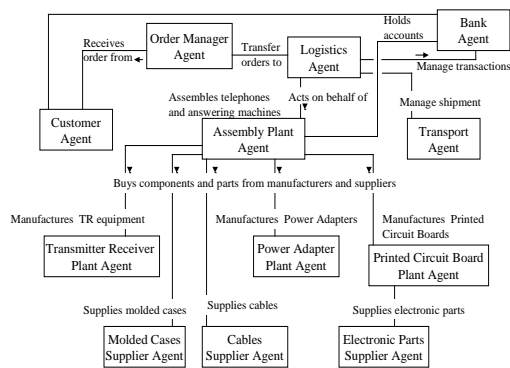 Holds
accounts
Bank
Agent
Order Manager
Agent
Receives
order from
Transfer
orders to
Logistics
Agent
Manage transactions
Assembles telephones
and answering machines
Acts on behalf of
Manage shipment
Customer
Agent
Assembly Plant
Agent
Transport
Agent
Buys components and parts from manufacturers and suppliers
Manufactures TR equipment
Manufactures Power Adapters
Manufactures Printed
Circuit Boards
Transmitter Receiver
Plant Agent
Power Adapter
Plant Agent
Printed Circuit Board
Plant Agent
Supplies molded cases
Supplies cables
Supplies electronic parts
Molded Cases
Supplier Agent
Cables
Supplier Agent
Electronic Parts
Supplier Agent